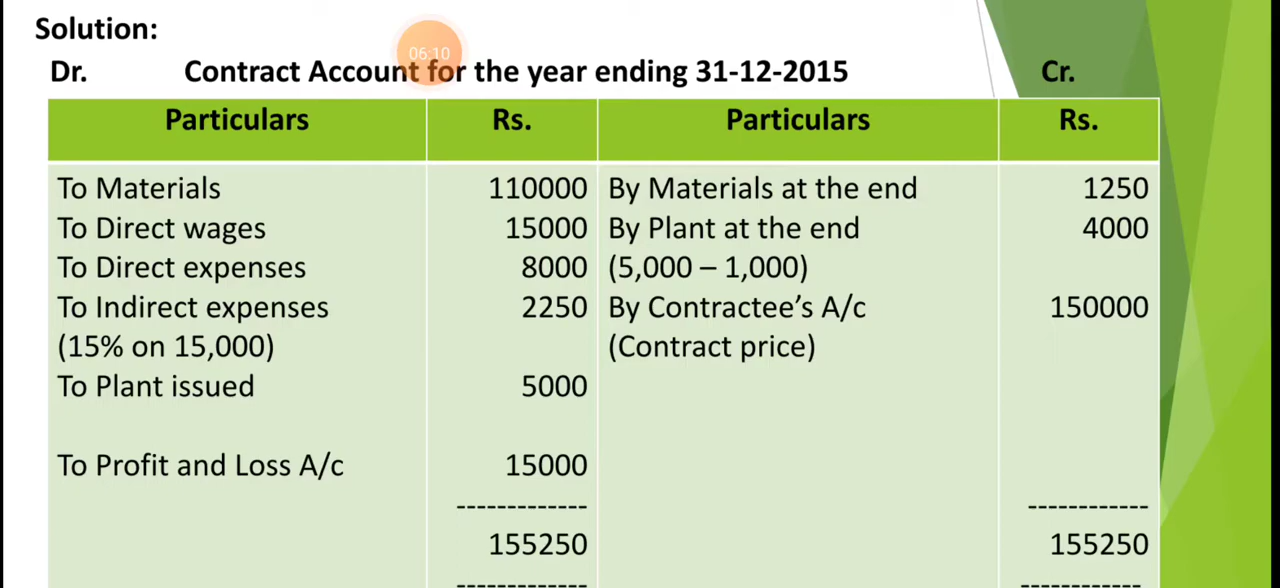 Solution:
06:10
Dr. Contract Account for the year ending 31-12-2015 Cr.
Particulars Rs. Particulars Rs.
To Materials 110000 By Materials at the end 1250
To Direct wages 15000 By Plant at the end 4000
To Direct expenses 8000 (5,000 – 1,000)
To Indirect expenses 2250 By Contractee's A/c 150000
(15% on 15,000) (Contract price)
To Plant issued 5000
To Profit and Loss A/c 15000
------------- ------------
155250 155250
------------- ------------